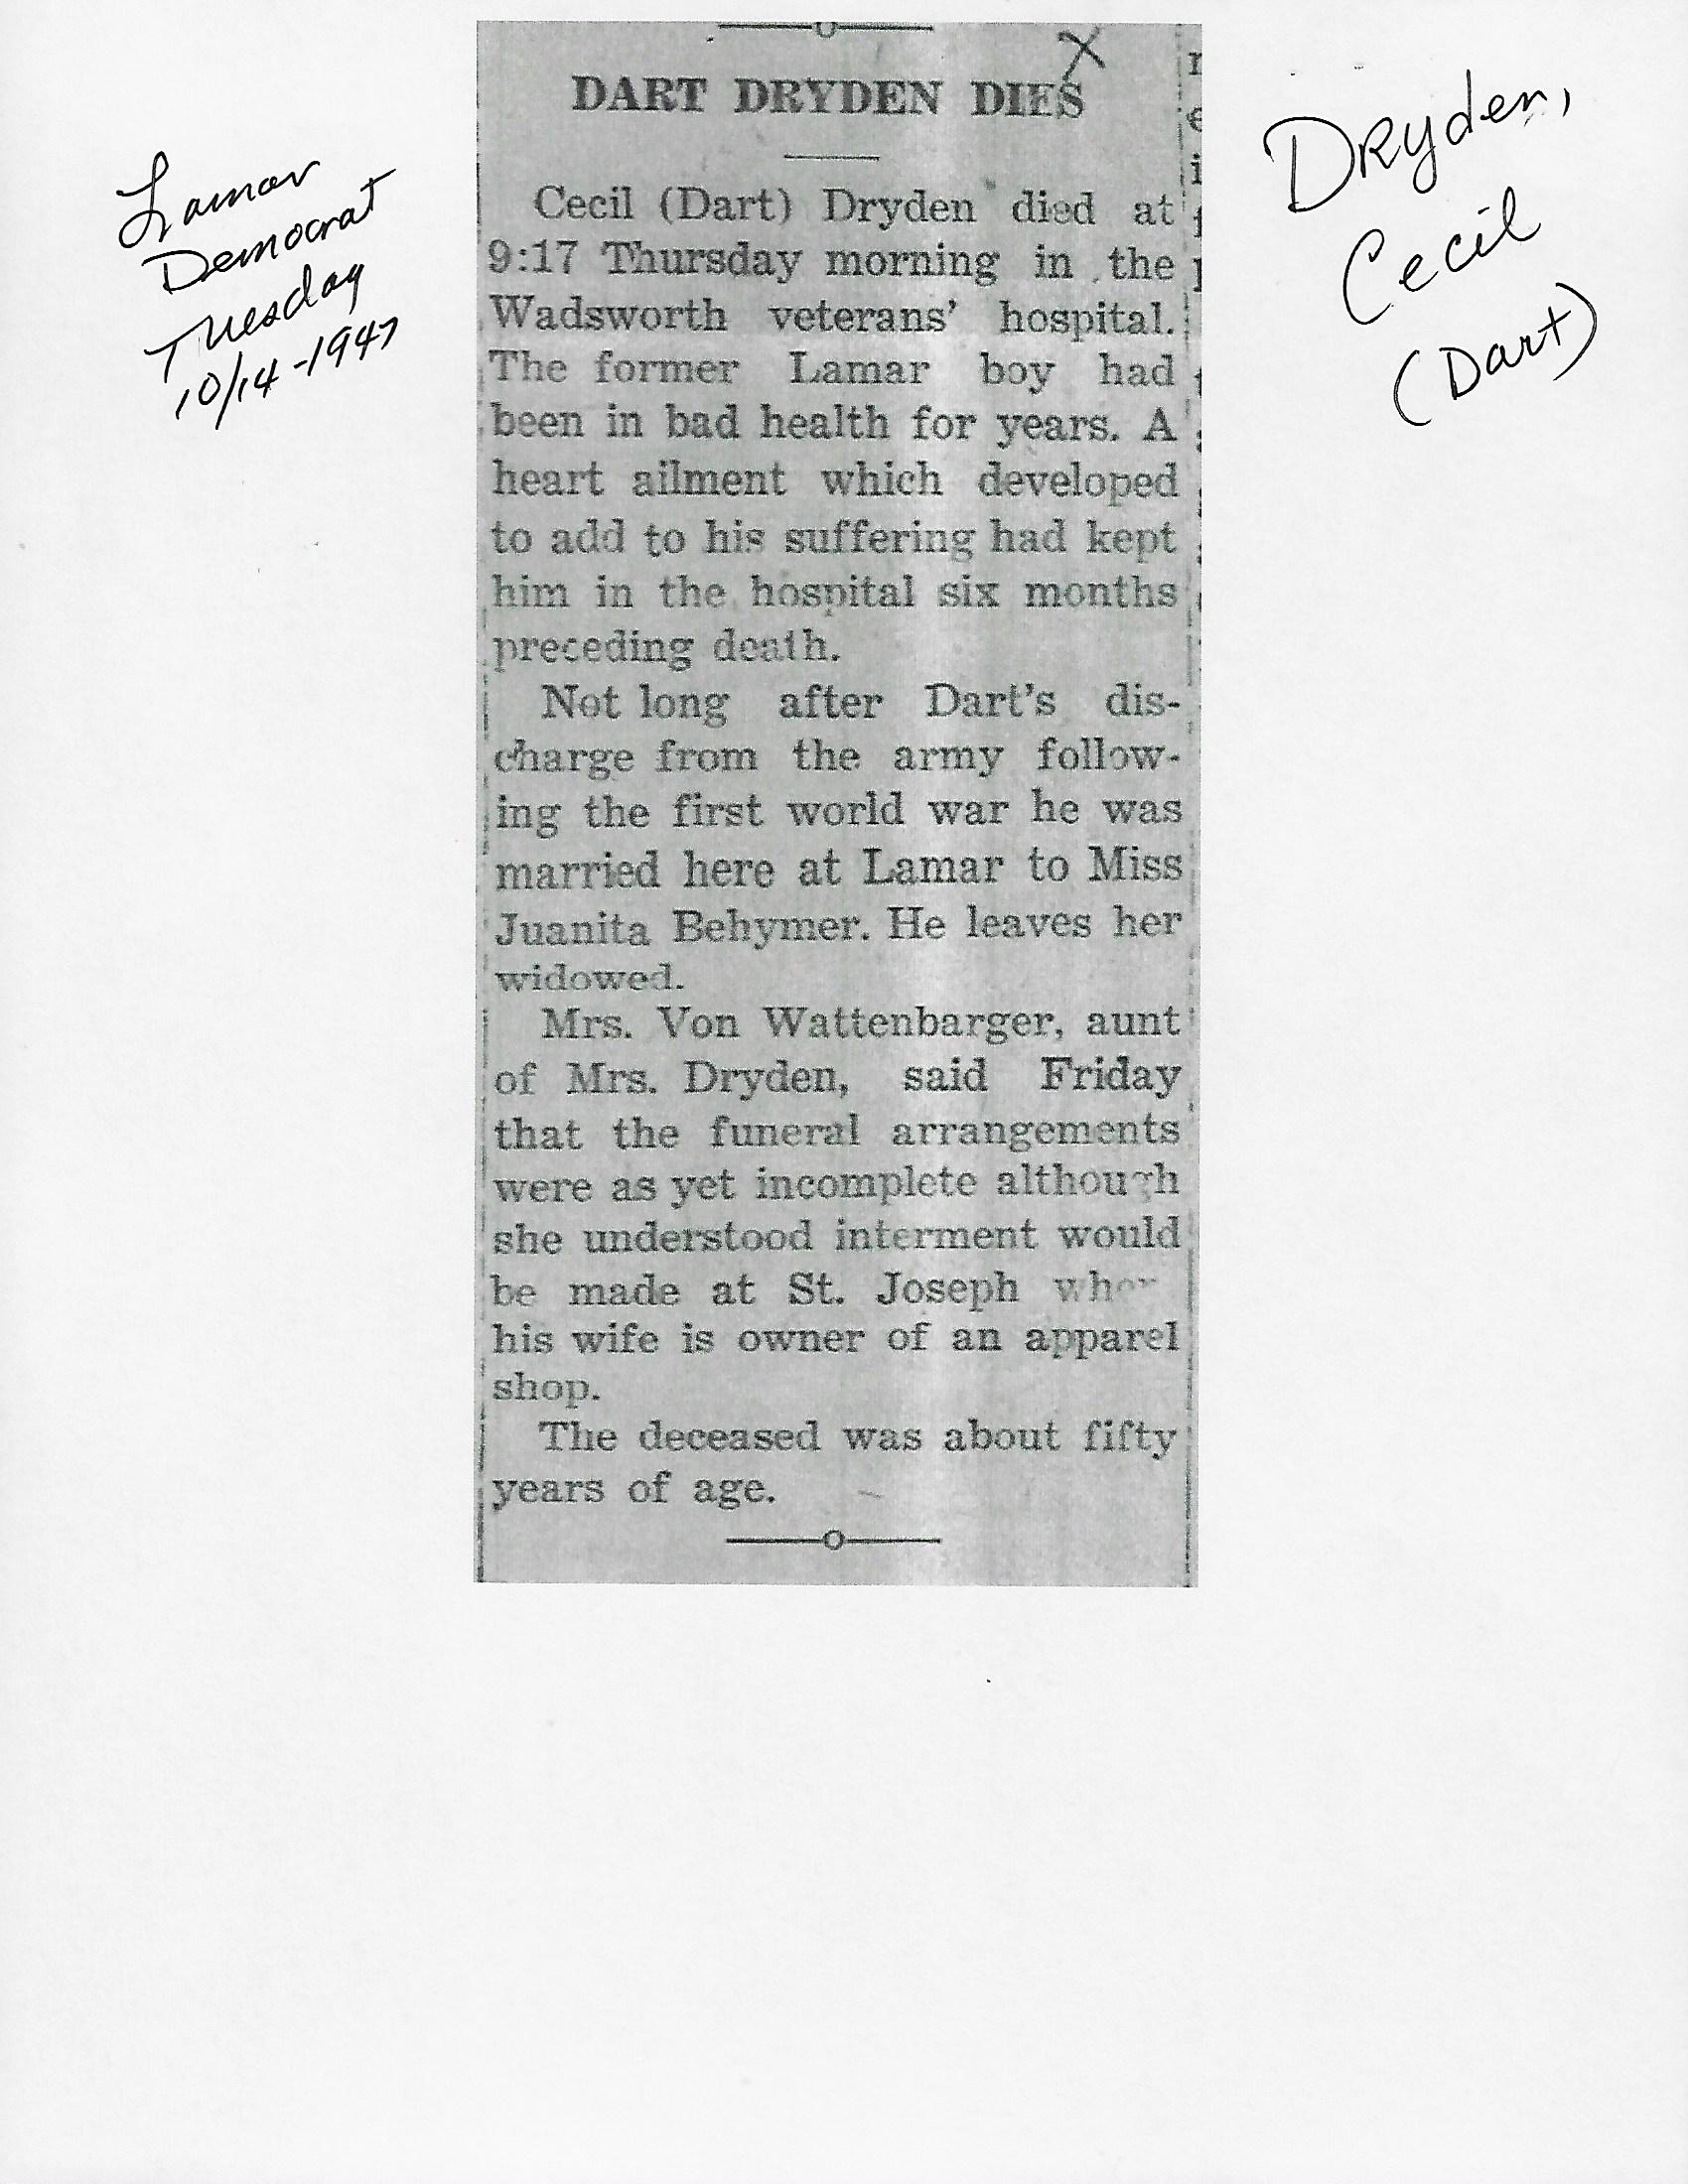 Lamar
Democrat
Tuesday
10/14-1947
Dryden,
Cecil
(Dart)
X
DART DRYDEN DIES
Cecil (Dart) Dryden died at
9:17 Thursday morning in the
Wadsworth veterans' hospital.
The former Lamar boy had
been in bad health for years. A
heart ailment which developed
to add to his suffering had kept
him in the hospital six months
preceding death.
Not long after Dart's dis-
charge from the army follow-
ing the first world war he was
married here at Lamar to Miss
Juanita Behymer. He leaves her
widowed.
Mrs. Von Wattenbarger, aunt
of Mrs. Dryden, said Friday
that the funeral arrangements
were as yet incomplete although
she understood interment would
be made at St. Joseph
his wife is owner of an apparel
shop.
The deceased was about fifty
years of age.